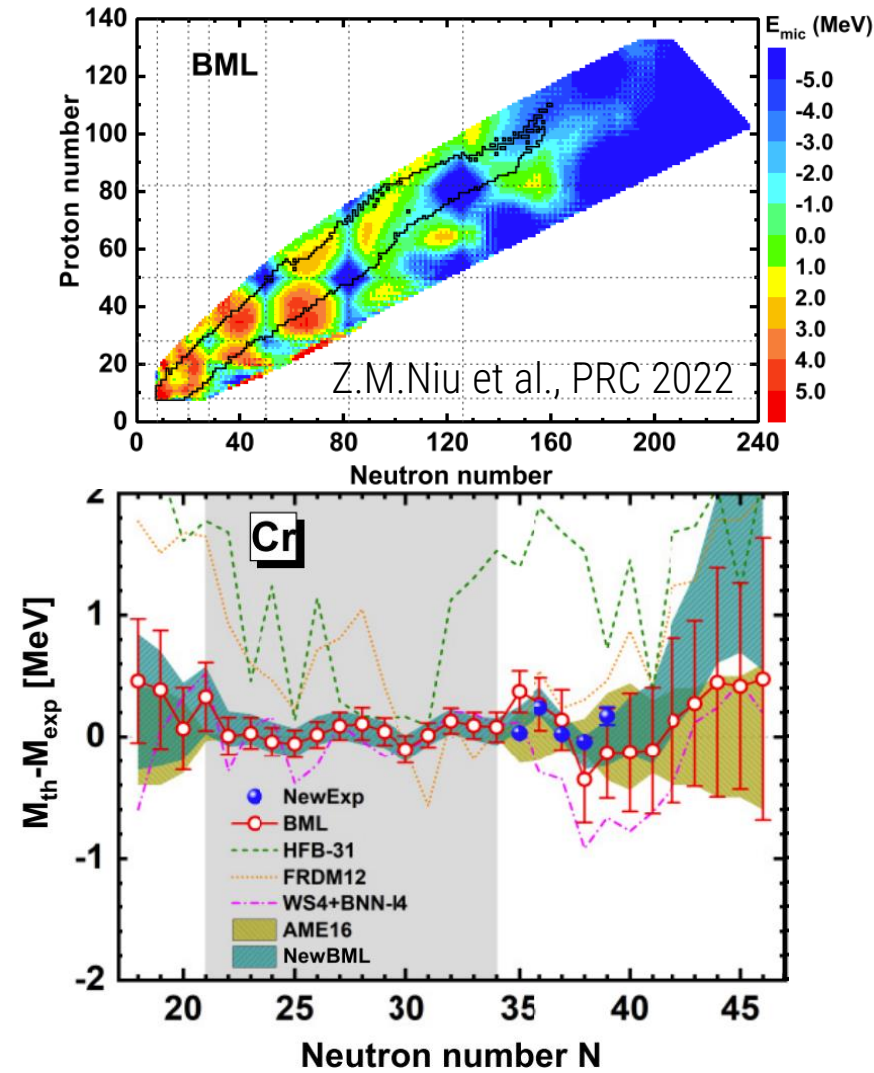 140
120
100
80
60
40
20
0
Proton number
BML
E_mic (MeV)
-5.0
-4.0
-3.0
-2.0
-1.0
0.0
1.0
2.0
3.0
4.0
5.0
Z.M.Niu et al., PRC 2022
0 40 80 120 160 200 240
Neutron number
2
1
0
-1
-2
M_th-M_exp [MeV]
Cr
NewExp
BML
HFB-31
FRDM12
WS4+BNN-I4
AME16
NewBML
20 25 30 35 40 45
Neutron number N